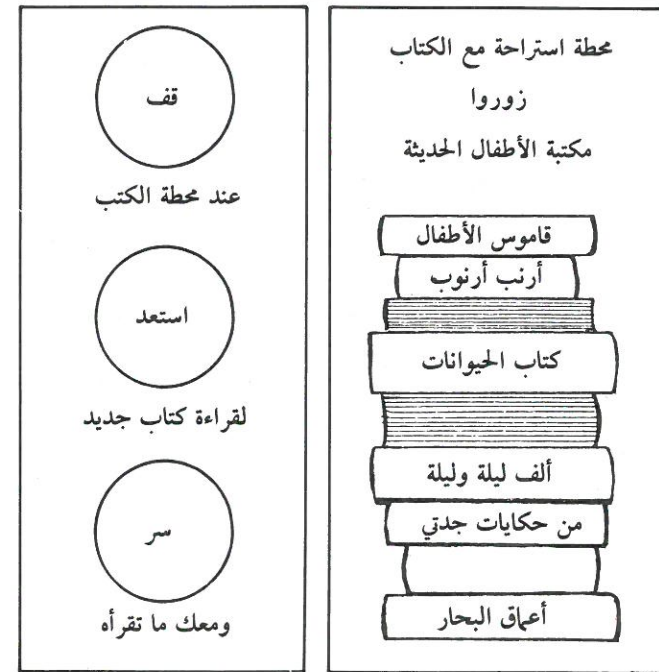 محطة استراحة مع الكتاب
زوروا
مكتبة الأطفال الحديثة
قاموس الأطفال
أرنب أرنوب
كتاب الحيوانات
ألف ليلة وليلة
من حكايات جدتي
أعماق البحار
قف
عند محطة الكتب
استعد
لقراءة كتاب جديد
سر
ومعك ما تقرأه